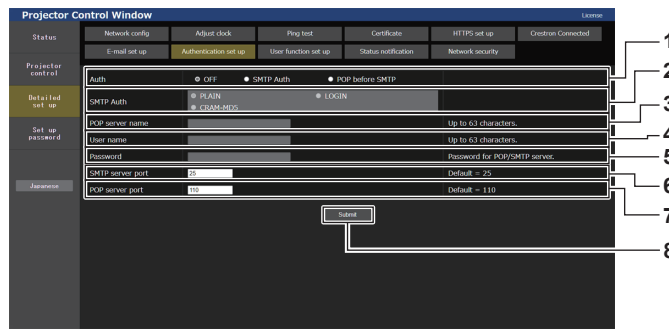 Projector Control Window
License
Status
Projector
control
Detailed
set up
Set up
password
Japanese
Network config
Adjust clock
Ping test
Certificate
HTTPS set up
Crestron Connected
E-mail set up
Authentication set up
User function set up
Status notification
Network security
Auth OFF SMTP Auth POP before SMTP
SMTP Auth PLAIN LOGIN
CRAM-MD5
POP server name Up to 63 characters.
User name Up to 63 characters.
Password Password for POP/SMTP server.
SMTP server port 25 Default = 25
POP server port 110 Default = 110
Submit
1
2
3
4
5
6
7
8